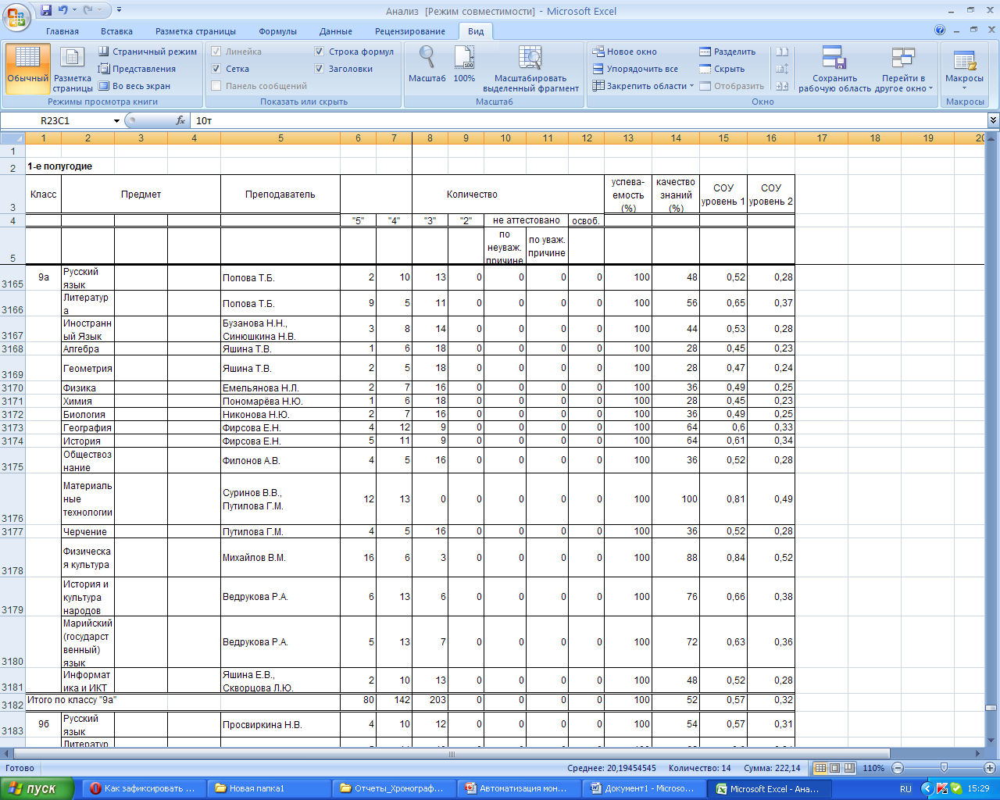 Анализ [Режим совместимости] - Microsoft Excel
Главная Вставка Разметка страницы Формулы Данные Рецензирование Вид
Обычный Разметка страницы Страничный режим Представления Во весь экран
Режимы просмотра книги
Линейка Строка формул
Сетка Заголовки
Панель сообщений
Показать или скрыть
Масштаб 100% Масштабировать выделенный фрагмент
Масштаб
Новое окно Разделить
Упорядочить все Скрыть
Закрепить области Отобразить
Сохранить рабочую область Перейти в другое окно
Окно
Макросы
Макросы
R23C1 fx 10т
1 2 3 4 5 6 7 8 9 10 11 12 13 14 15 16 17 18 19 20
1
2 1-е полугодие
3 Класс Предмет Преподаватель Количество успева-емость (%) качество знаний (%) СОУ уровень 1 СОУ уровень 2
4 "5" "4" "3" "2" не аттестовано освоб.
5 по неуваж. причине по уваж. причине
3165 9а Русский язык Попова Т.Б. 2 10 13 0 0 0 0 100 48 0,52 0,28
3166 Литература Попова Т.Б. 9 5 11 0 0 0 0 100 56 0,65 0,37
3167 Иностранный Язык Бузанова Н.Н., Синюшкина Н.В. 3 8 14 0 0 0 0 100 44 0,53 0,28
3168 Алгебра Яшина Т.В. 1 6 18 0 0 0 0 100 28 0,45 0,23
3169 Геометрия Яшина Т.В. 2 5 18 0 0 0 0 100 28 0,47 0,24
3170 Физика Емельянова Н.Л. 2 7 16 0 0 0 0 100 36 0,49 0,25
3171 Химия Пономарёва Н.Ю. 1 6 18 0 0 0 0 100 28 0,45 0,23
3172 Биология Никонова Н.Ю. 2 7 16 0 0 0 0 100 36 0,49 0,25
3173 География Фирсова Е.Н. 4 12 9 0 0 0 0 100 64 0,6 0,33
3174 История Фирсова Е.Н. 5 11 9 0 0 0 0 100 64 0,61 0,34
3175 Обществознание Филонов А.В. 4 5 16 0 0 0 0 100 36 0,52 0,28
3176 Материальные технологии Суринов В.В., Путилова Г.М. 12 13 0 0 0 0 0 100 100 0,81 0,49
3177 Черчение Путилова Г.М. 4 5 16 0 0 0 0 100 36 0,52 0,28
3178 Физическая культура Михайлов В.М. 16 6 3 0 0 0 0 100 88 0,84 0,52
3179 История и культура народов Ведрукова Р.А. 6 13 6 0 0 0 0 100 76 0,66 0,38
3180 Марийский (государственный) язык Ведрукова Р.А. 5 13 7 0 0 0 0 100 72 0,63 0,36
3181 Информатика и ИКТ Яшина Е.В., Скворцова Л.Ю. 2 10 13 0 0 0 0 100 48 0,52 0,28
3182 Итого по классу "9а" 80 142 203 0 0 0 0 100 52 0,57 0,32
3183 9б Русский язык Просвиркина Н.В. 4 10 12 0 0 0 0 100 54 0,57 0,31
Литератур
Готово Среднее: 20,19454545 Количество: 14 Сумма: 222,14 110%
пуск Как зафиксировать ... Новая папка1 Отчеты_Хронограф... Автоматизация мон... Документ1 - Microso... Microsoft Excel - Ана... RU 15:29